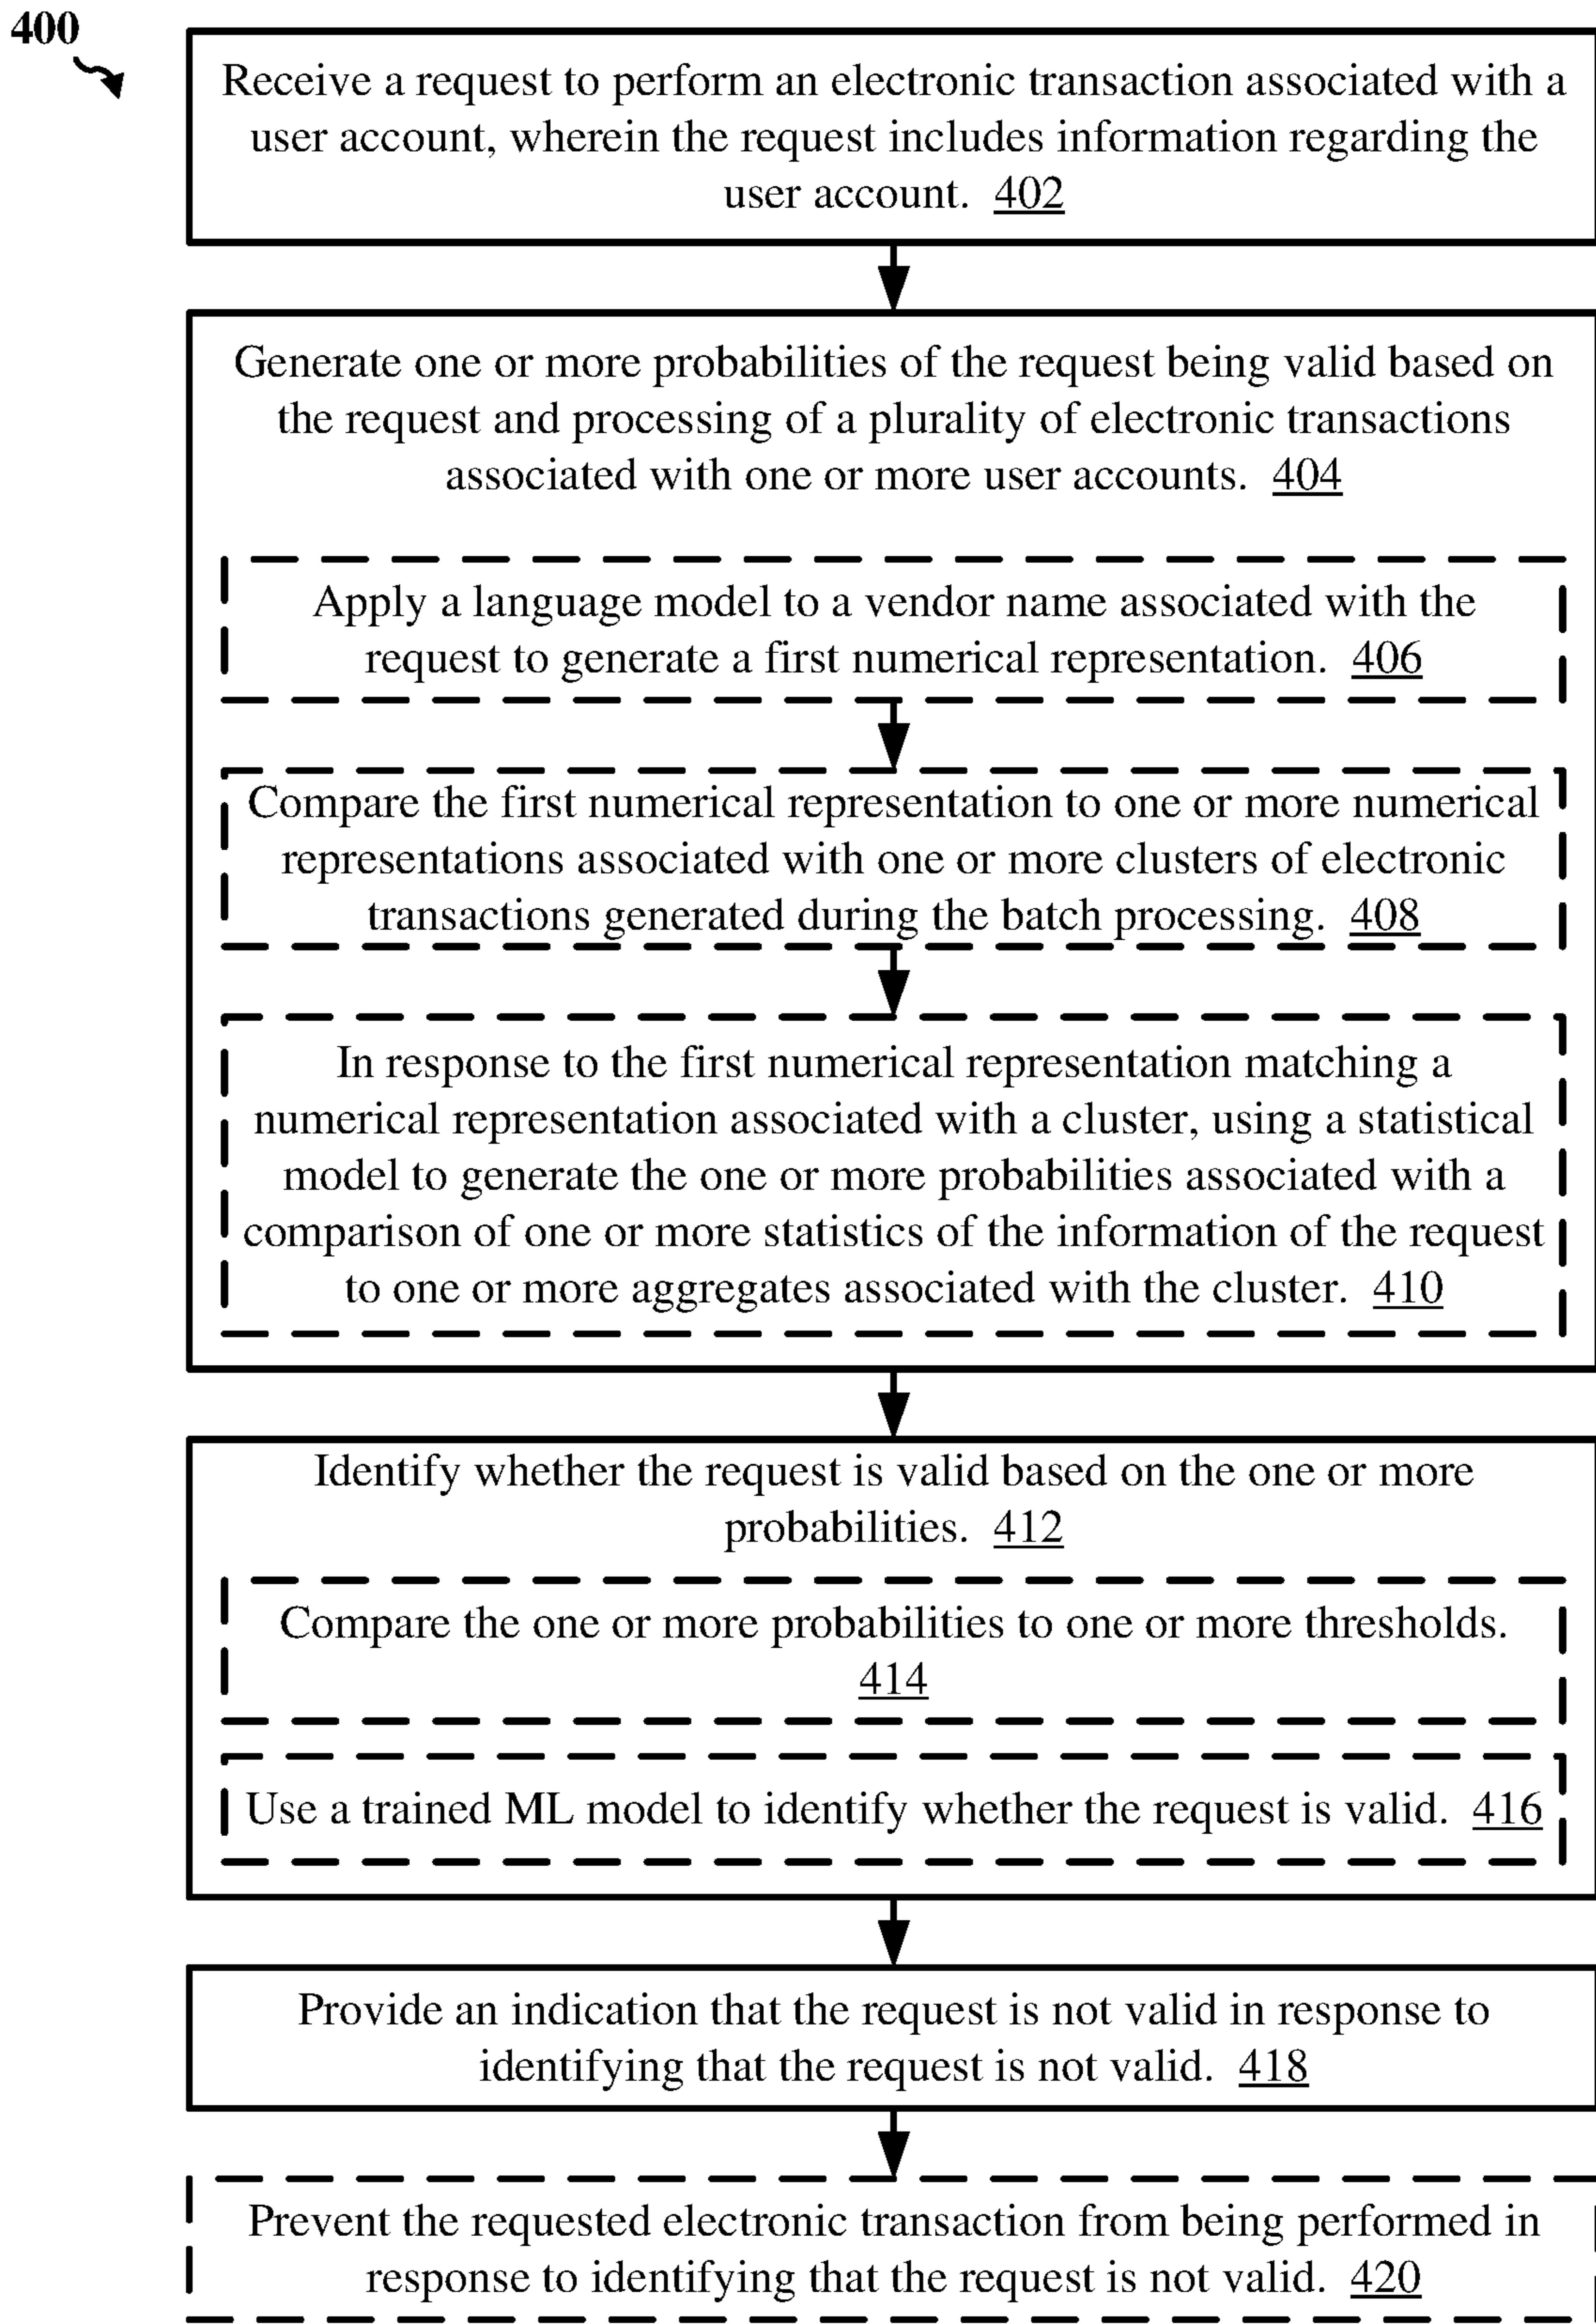 400
Receive a request to perform an electronic transaction associated with a
user account, wherein the request includes information regarding the
user account. 402
Generate one or more probabilities of the request being valid based on
the request and processing of a plurality of electronic transactions
associated with one or more user accounts. 404
Apply a language model to a vendor name associated with the
request to generate a first numerical representation. 406
Compare the first numerical representation to one or more numerical
representations associated with one or more clusters of electronic
transactions generated during the batch processing. 408
In response to the first numerical representation matching a
numerical representation associated with a cluster, using a statistical
model to generate the one or more probabilities associated with a
comparison of one or more statistics of the information of the request
to one or more aggregates associated with the cluster. 410
Identify whether the request is valid based on the one or more
probabilities. 412
Compare the one or more probabilities to one or more thresholds.
414
Use a trained ML model to identify whether the request is valid. 416
Provide an indication that the request is not valid in response to
identifying that the request is not valid. 418
Prevent the requested electronic transaction from being performed in
response to identifying that the request is not valid. 420